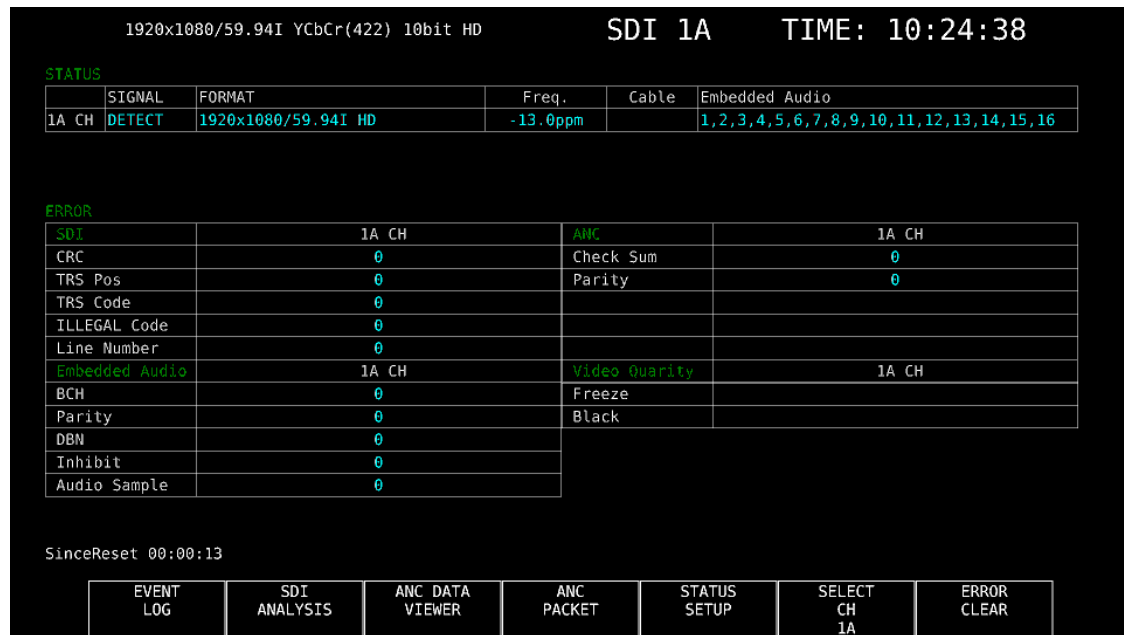 1920x1080/59.94I YCbCr(422) 10bit HD SDI 1A TIME: 10:24:38
STATUS
SIGNAL FORMAT Freq. Cable Embedded Audio
1A CH DETECT 1920x1080/59.94I HD -13.0ppm 1,2,3,4,5,6,7,8,9,10,11,12,13,14,15,16
ERROR
SDI 1A CH ANC 1A CH
CRC 0 Check Sum 0
TRS Pos 0 Parity 0
TRS Code 0
ILLEGAL Code 0
Line Number 0
Embedded Audio 1A CH Video Quarity 1A CH
BCH 0 Freeze
Parity 0 Black
DBN 0
Inhibit 0
Audio Sample 0
SinceReset 00:00:13
EVENT SDI ANC DATA ANC STATUS SELECT ERROR
LOG ANALYSIS VIEWER PACKET SETUP CH CLEAR
1A